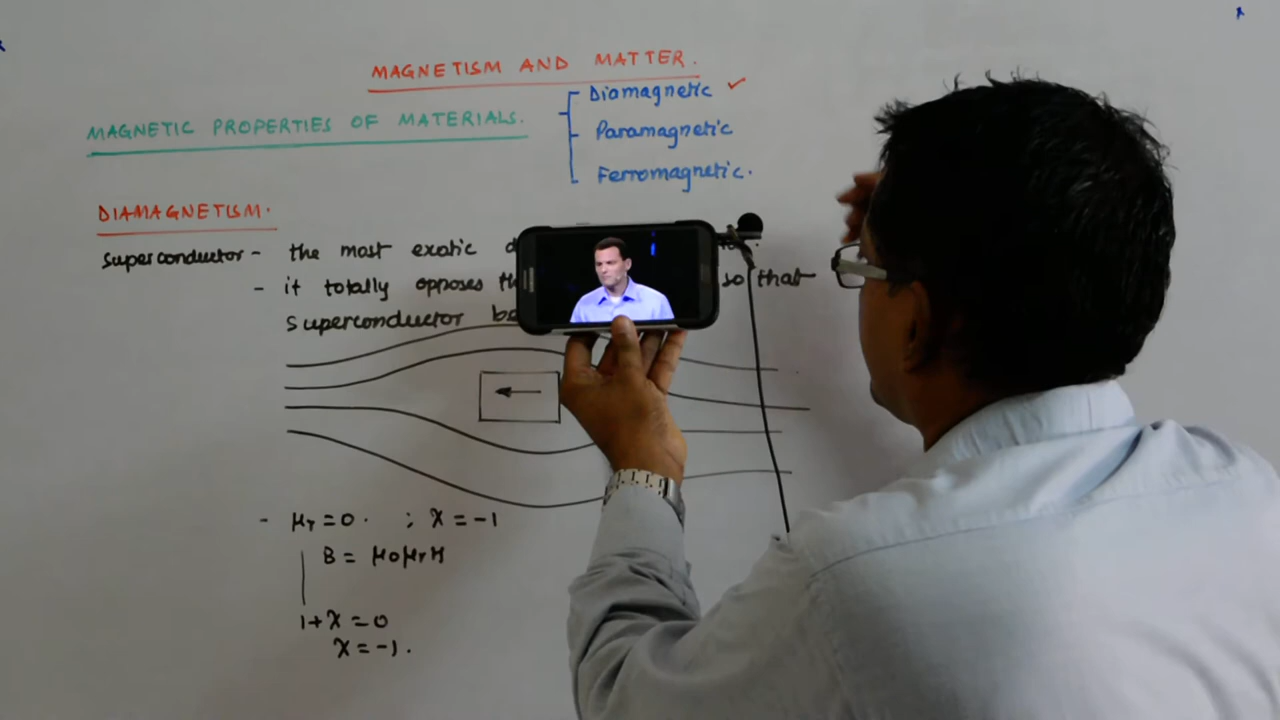 MAGNETISM AND MATTER.
MAGNETIC PROPERTIES OF MATERIALS.
Diamagnetic ✓
Paramagnetic
Ferromagnetic.
DIAMAGNETISM.
Superconductor - the most exotic
- it totally opposes so that
Superconductor
- μr = 0 . ; χ = -1
B = μ0μrH
1+χ = 0
χ = -1.